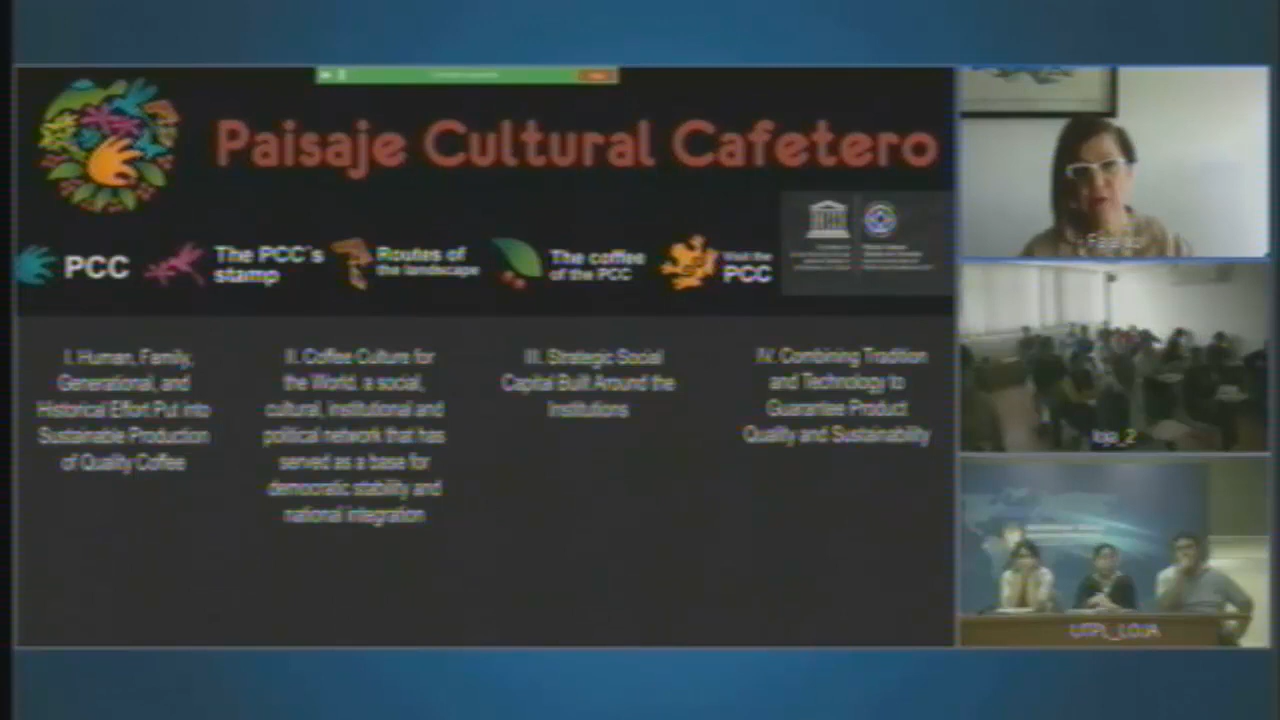 Paisaje Cultural Cafetero
PCC
The PCC's
stamp
Routes of
the landscape
The coffee
of the PCC
Visit the
PCC
I. Human, Family,
Generational, and
Historical Effort Put into
Sustainable Production
of Quality Coffee
II. Coffee Culture for
the World, a social,
cultural, institutional and
political network that has
served as a base for
democratic stability and
national integration
III. Strategic Social
Capital Built Around the
Institutions
IV. Combining Tradition
and Technology to
Guarantee Product
Quality and Sustainability
loja_2
UTPL_LOJA